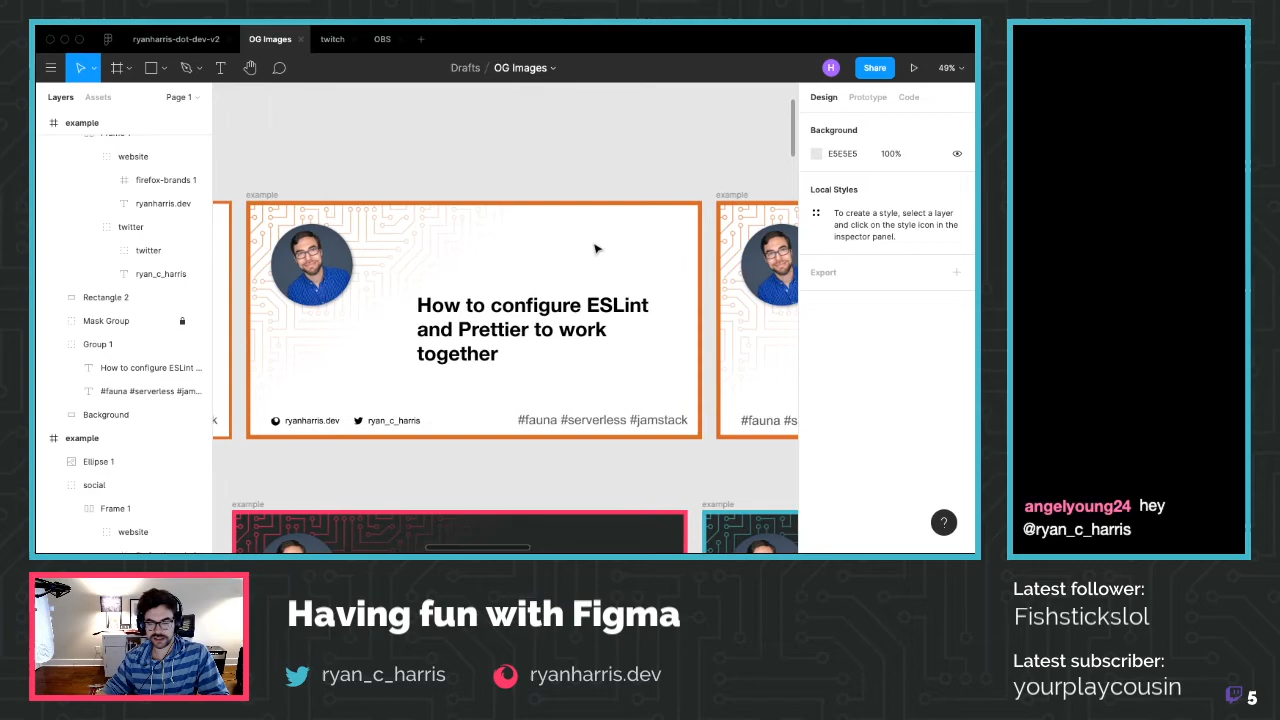 ryanharris-dot-dev-v2
OG Images
twitch
OBS
Drafts / OG Images
H
Share
49%
Layers
Assets
Page 1
example
website
firefox-brands 1
ryanharris.dev
twitter
twitter
ryan_c_harris
Rectangle 2
Mask Group
Group 1
How to configure ESLint ...
#fauna #serverless #jam...
Background
example
Ellipse 1
social
Frame 1
website
example
How to configure ESLint
and Prettier to work
together
ryanharris.dev
ryan_c_harris
#fauna #serverless #jamstack
example
#fauna #s
example
example
Design
Prototype
Code
Background
E5E5E5
100%
Local Styles
To create a style, select a layer
and click on the style icon in the
inspector panel.
Export
?
angelyoung24 hey
@ryan_c_harris
Having fun with Figma
ryan_c_harris
ryanharris.dev
Latest follower:
Fishstickslol
Latest subscriber:
yourplaycousin
5